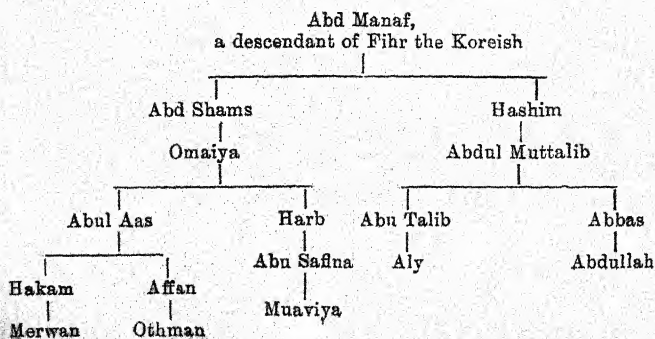 Abd Manaf,
a descendant of Fihr the Koreish
Abd Shams Hashim
Omaiya Abdul Muttalib
Abul Aas Harb Abu Talib Abbas
Abu Safina Aly Abdullah
Hakam Affan
Muaviya
Merwan Othman